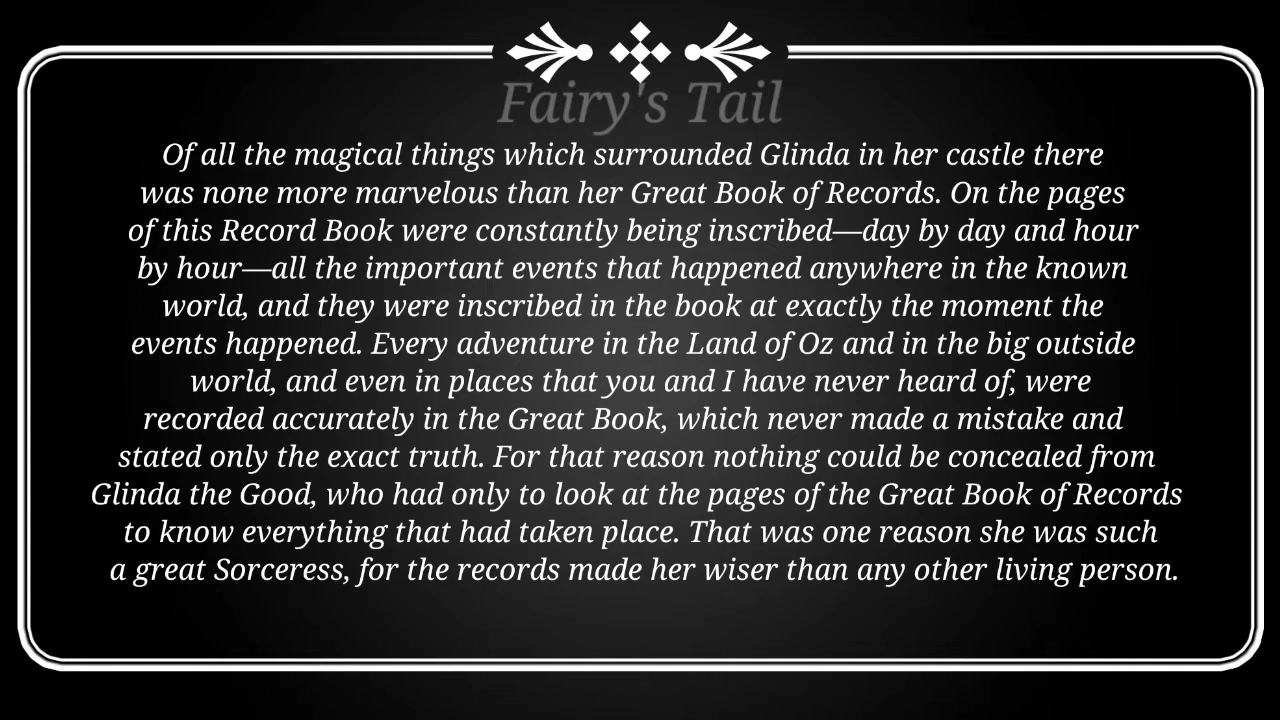 Fairy's Tail
Of all the magical things which surrounded Glinda in her castle there
was none more marvelous than her Great Book of Records. On the pages
of this Record Book were constantly being inscribed—day by day and hour
by hour—all the important events that happened anywhere in the known
world, and they were inscribed in the book at exactly the moment the
events happened. Every adventure in the Land of Oz and in the big outside
world, and even in places that you and I have never heard of, were
recorded accurately in the Great Book, which never made a mistake and
stated only the exact truth. For that reason nothing could be concealed from
Glinda the Good, who had only to look at the pages of the Great Book of Records
to know everything that had taken place. That was one reason she was such
a great Sorceress, for the records made her wiser than any other living person.